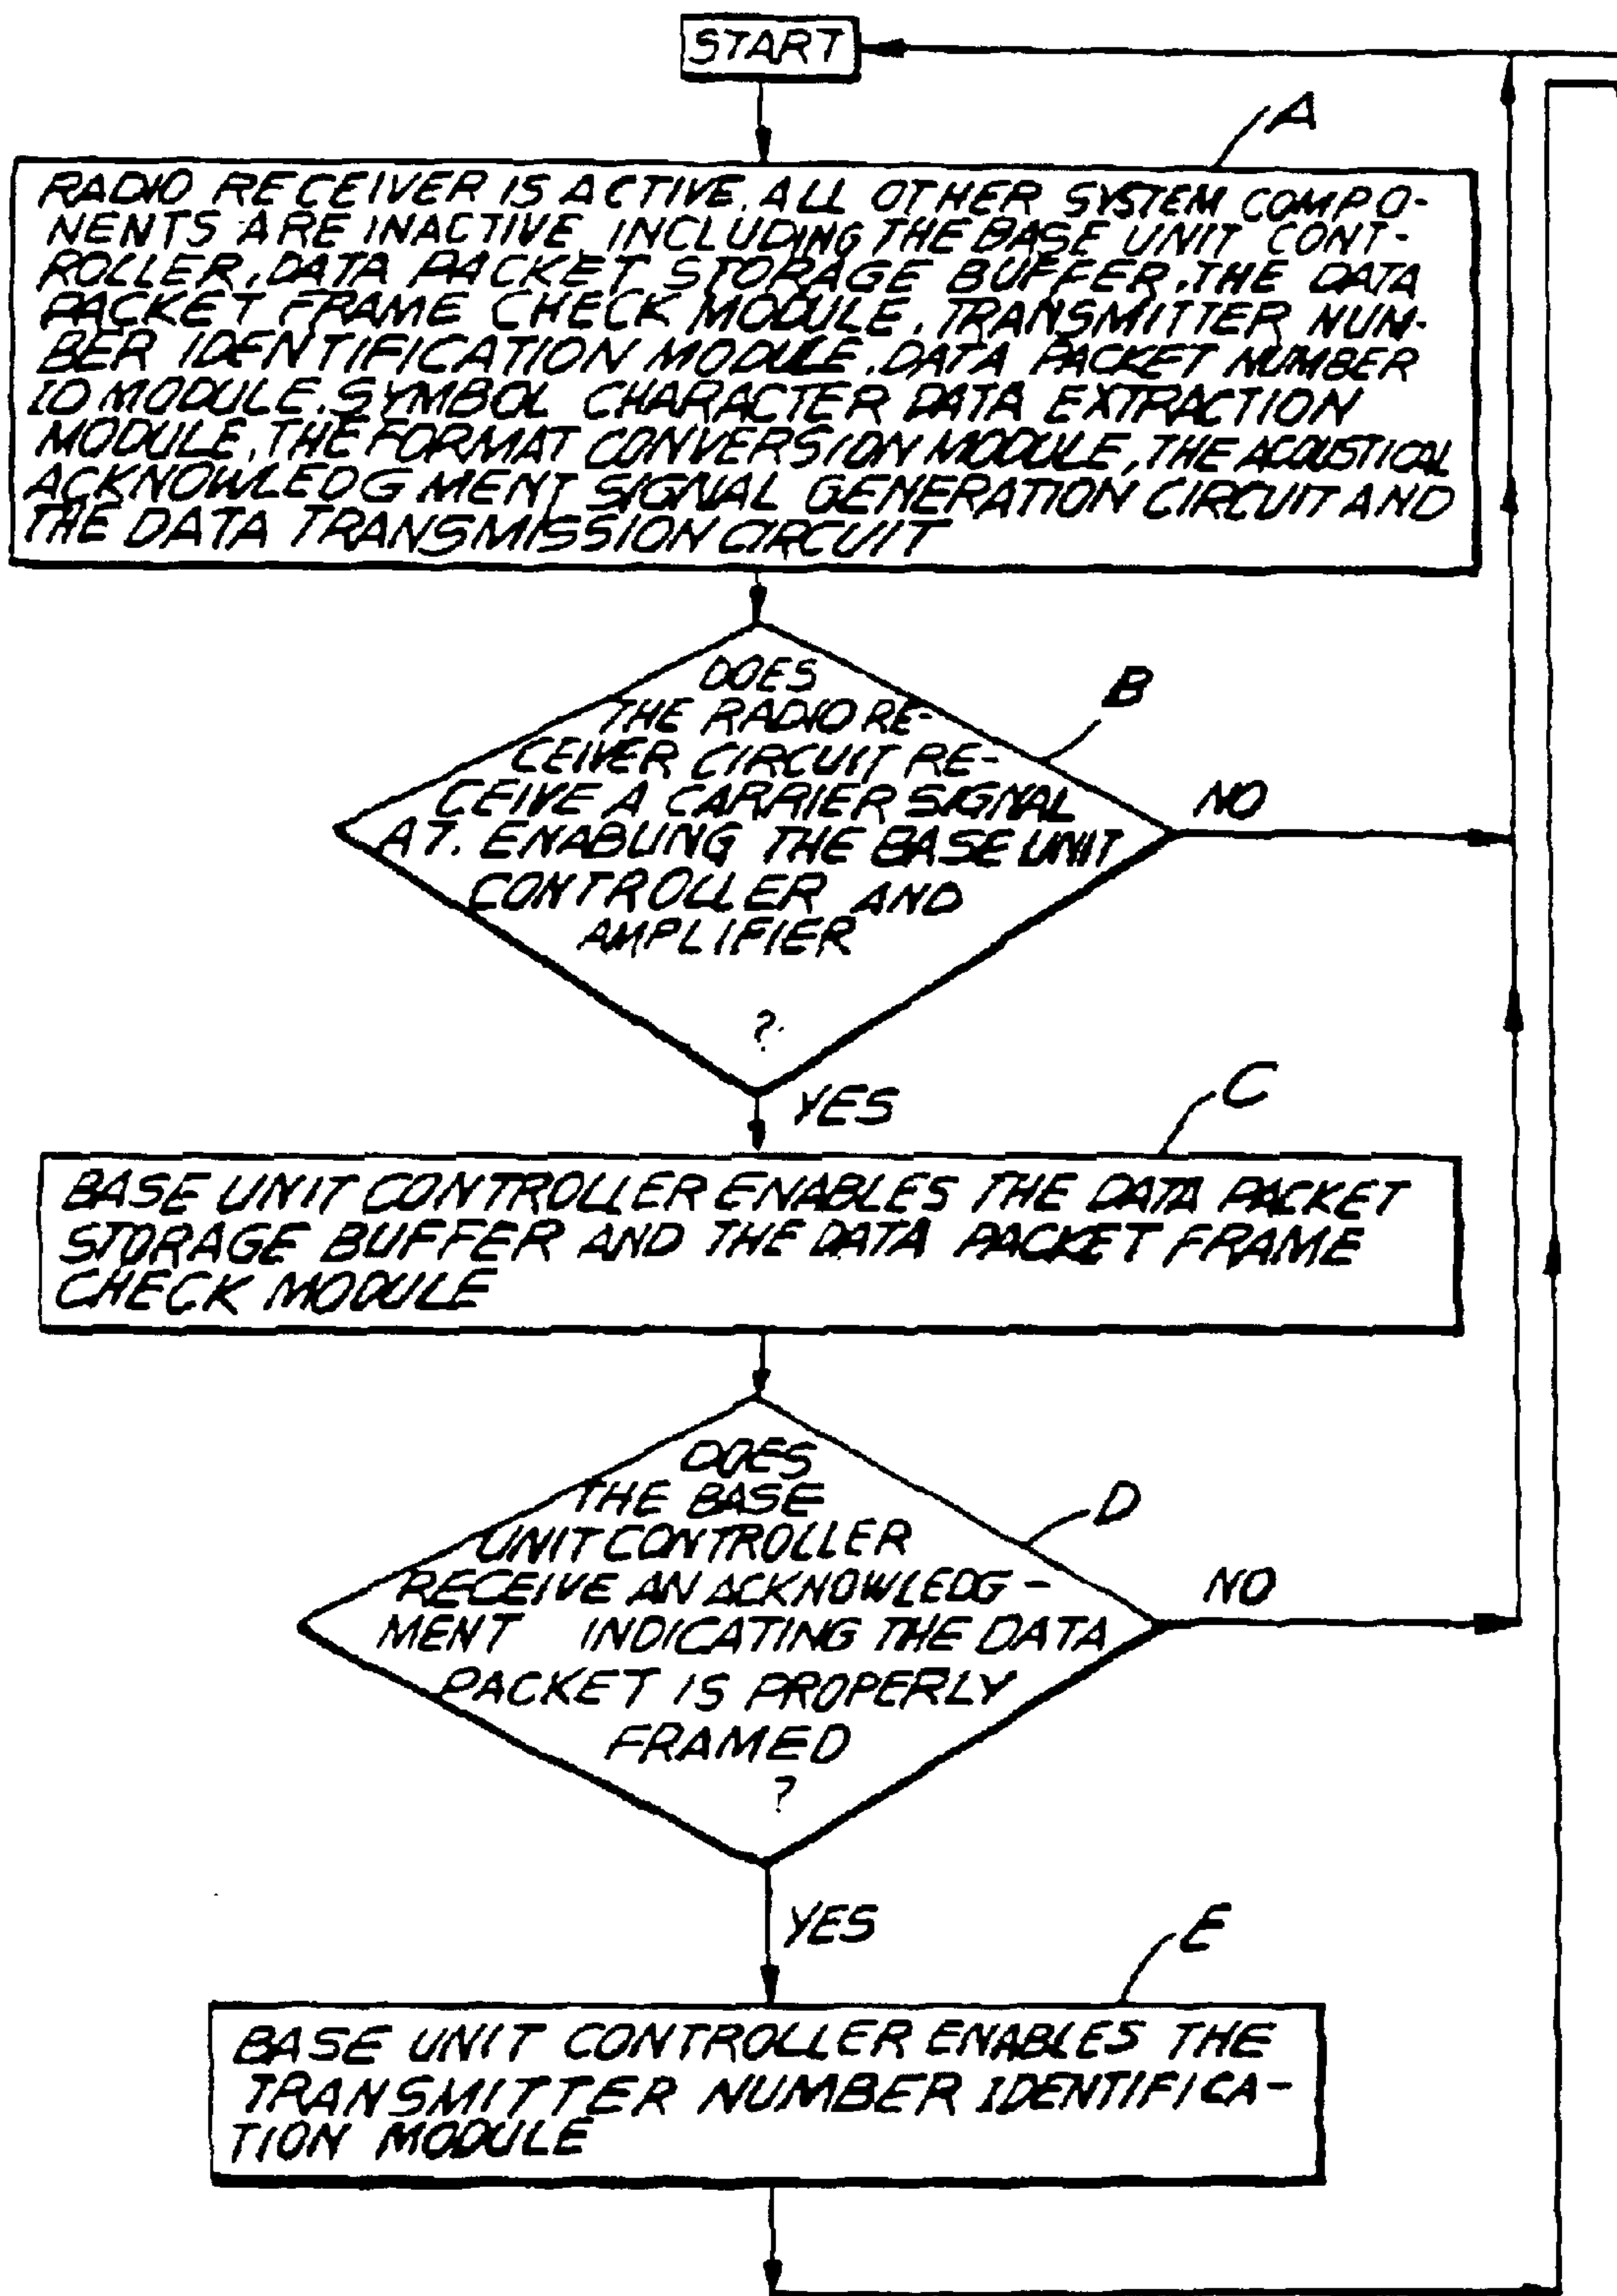 START
A
RADIO RECEIVER IS ACTIVE. ALL OTHER SYSTEM COMPO-
NENTS ARE INACTIVE, INCLUDING THE BASE UNIT CONT-
ROLLER, DATA PACKET STORAGE BUFFER, THE DATA
PACKET FRAME CHECK MODULE, TRANSMITTER NUM-
BER IDENTIFICATION MODULE, DATA PACKET NUMBER
ID MODULE, SYMBOL CHARACTER DATA EXTRACTION
MODULE, THE FORMAT CONVERSION MODULE, THE ACOUSTICAL
ACKNOWLEDGMENT SIGNAL GENERATION CIRCUIT AND
THE DATA TRANSMISSION CIRCUIT
B
DOES
THE RADIO RE-
CEIVER CIRCUIT RE-
CEIVE A CARRIER SIGNAL
AT. ENABLING THE BASE UNIT
CONTROLLER AND
AMPLIFIER
?
NO
YES
C
BASE UNIT CONTROLLER ENABLES THE DATA PACKET
STORAGE BUFFER AND THE DATA PACKET FRAME
CHECK MODULE
D
DOES
THE BASE
UNIT CONTROLLER
RECEIVE AN ACKNOWLEDG-
MENT INDICATING THE DATA
PACKET IS PROPERLY
FRAMED
?
NO
YES
E
BASE UNIT CONTROLLER ENABLES THE
TRANSMITTER NUMBER IDENTIFICA-
TION MODULE